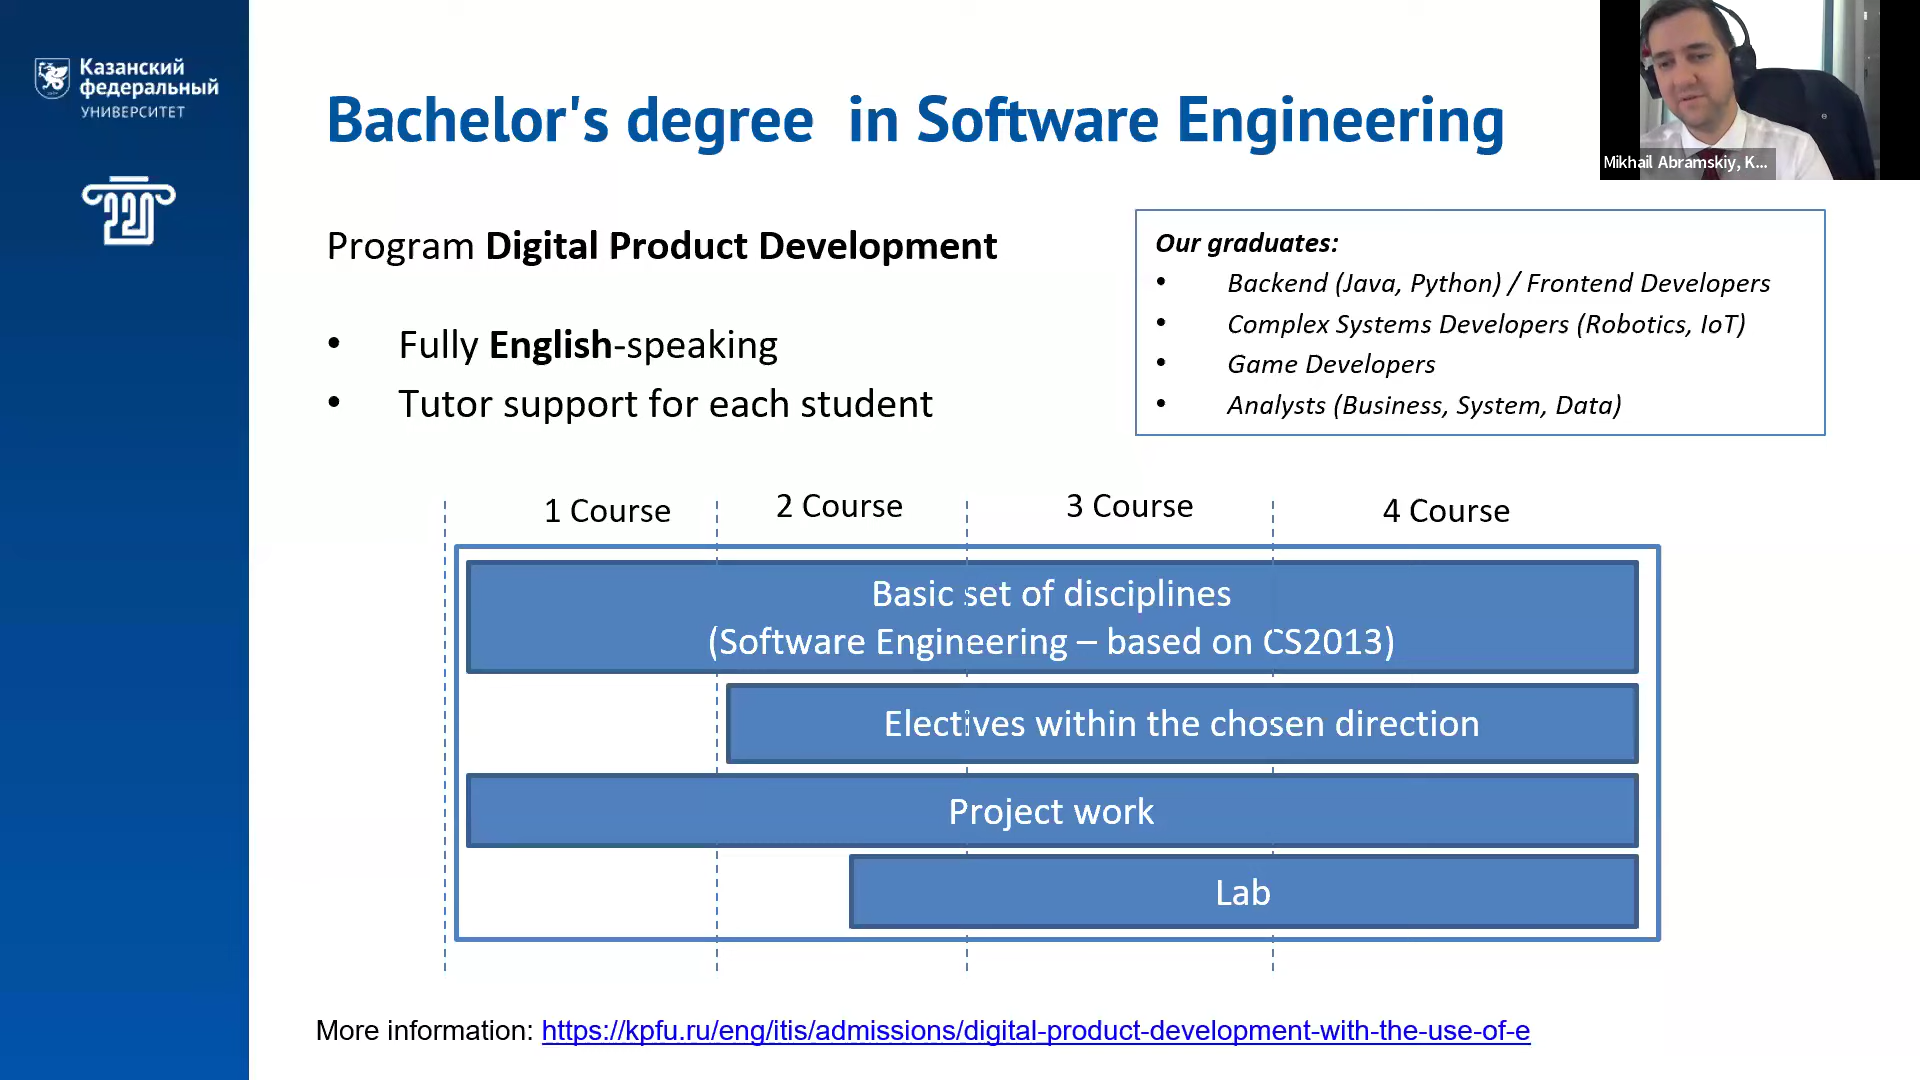 Казанский
федеральный
УНИВЕРСИТЕТ
220
Bachelor's degree in Software Engineering
Mikhail Abramskiy, K...
Program Digital Product Development
• Fully English-speaking
• Tutor support for each student
Our graduates:
• Backend (Java, Python) / Frontend Developers
• Complex Systems Developers (Robotics, IoT)
• Game Developers
• Analysts (Business, System, Data)
1 Course
2 Course
3 Course
4 Course
Basic set of disciplines
(Software Engineering – based on CS2013)
Electives within the chosen direction
Project work
Lab
More information: https://kpfu.ru/eng/itis/admissions/digital-product-development-with-the-use-of-e